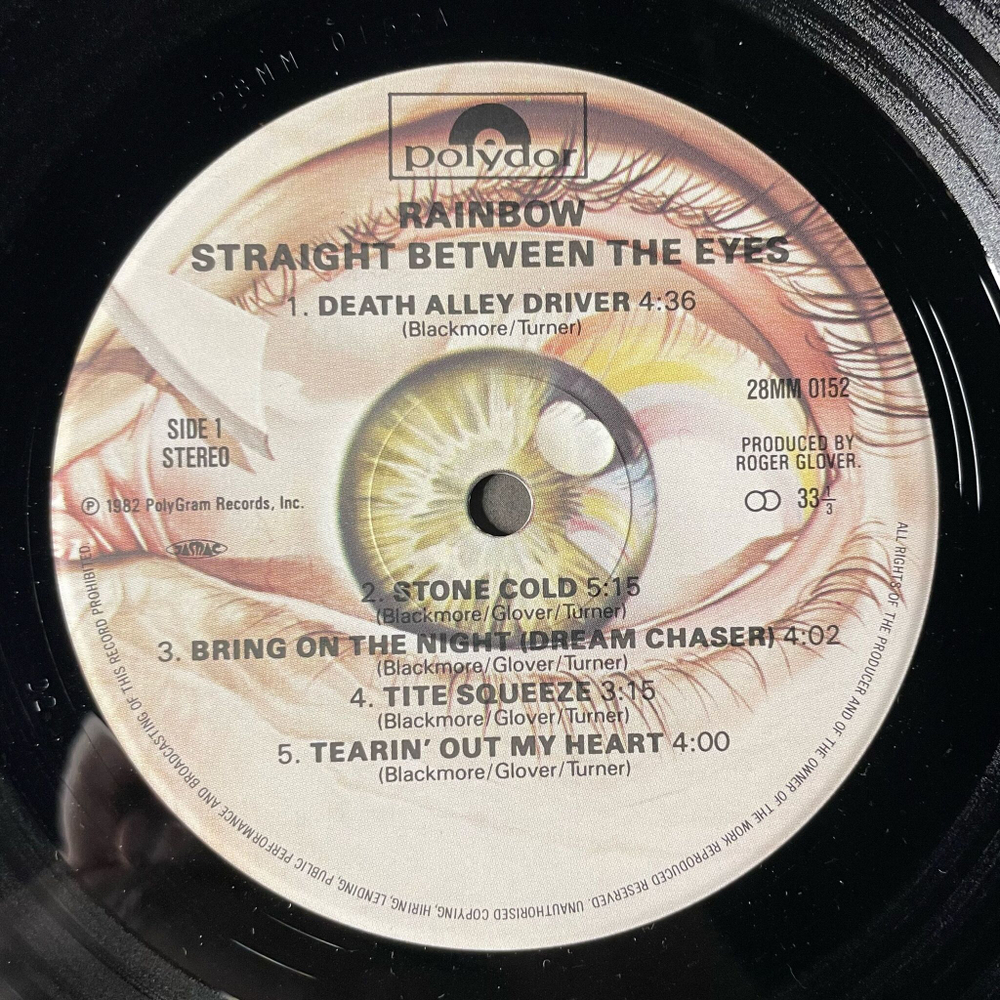 polydor
RAINBOW
STRAIGHT BETWEEN THE EYES
1. DEATH ALLEY DRIVER 4:36
(Blackmore/Turner)
28MM 0152
SIDE 1
STEREO
PRODUCED BY
ROGER GLOVER.
℗ 1982 PolyGram Records, Inc.
33⅓
JASRAC
2. STONE COLD 5:15
(Blackmore/Glover/Turner)
3. BRING ON THE NIGHT (DREAM CHASER) 4:02
(Blackmore/Glover/Turner)
4. TITE SQUEEZE 3:15
(Blackmore/Glover/Turner)
5. TEARIN' OUT MY HEART 4:00
(Blackmore/Glover/Turner)
ALL RIGHTS OF THE PRODUCER AND OF THE OWNER OF THE WORK REPRODUCED RESERVED. UNAUTHORISED COPYING, HIRING, LENDING, PUBLIC PERFORMANCE AND BROADCASTING OF THIS RECORD PROHIBITED.